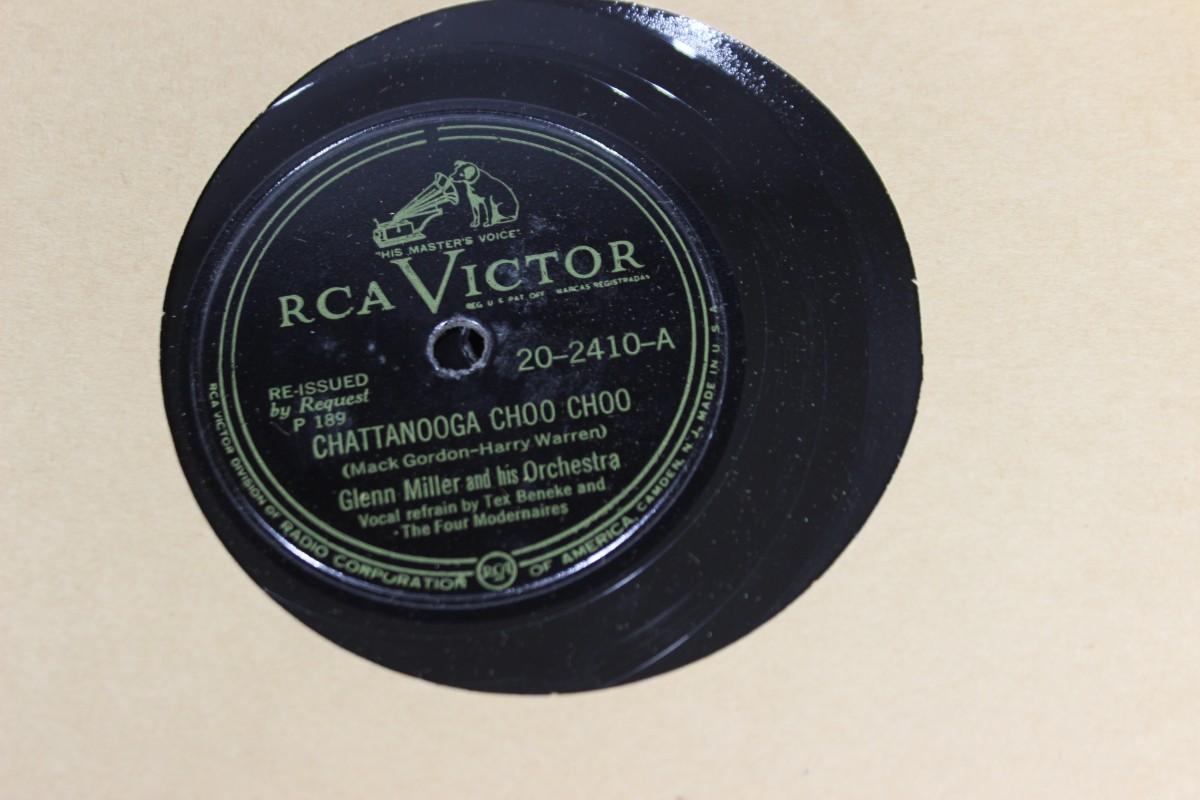 "HIS MASTER'S VOICE"
RCA VICTOR
REG. U.S. PAT. OFF. MARCAS REGISTRADAS
20-2410-A
RE-ISSUED
by Request
P 189
CHATTANOOGA CHOO CHOO
(Mack Gordon-Harry Warren)
Glenn Miller and his Orchestra
Vocal refrain by Tex Beneke and
-The Four Modernaires
RCA VICTOR DIVISION OF RADIO CORPORATION RCA OF AMERICA, CAMDEN, N. J. MADE IN U. S. A.